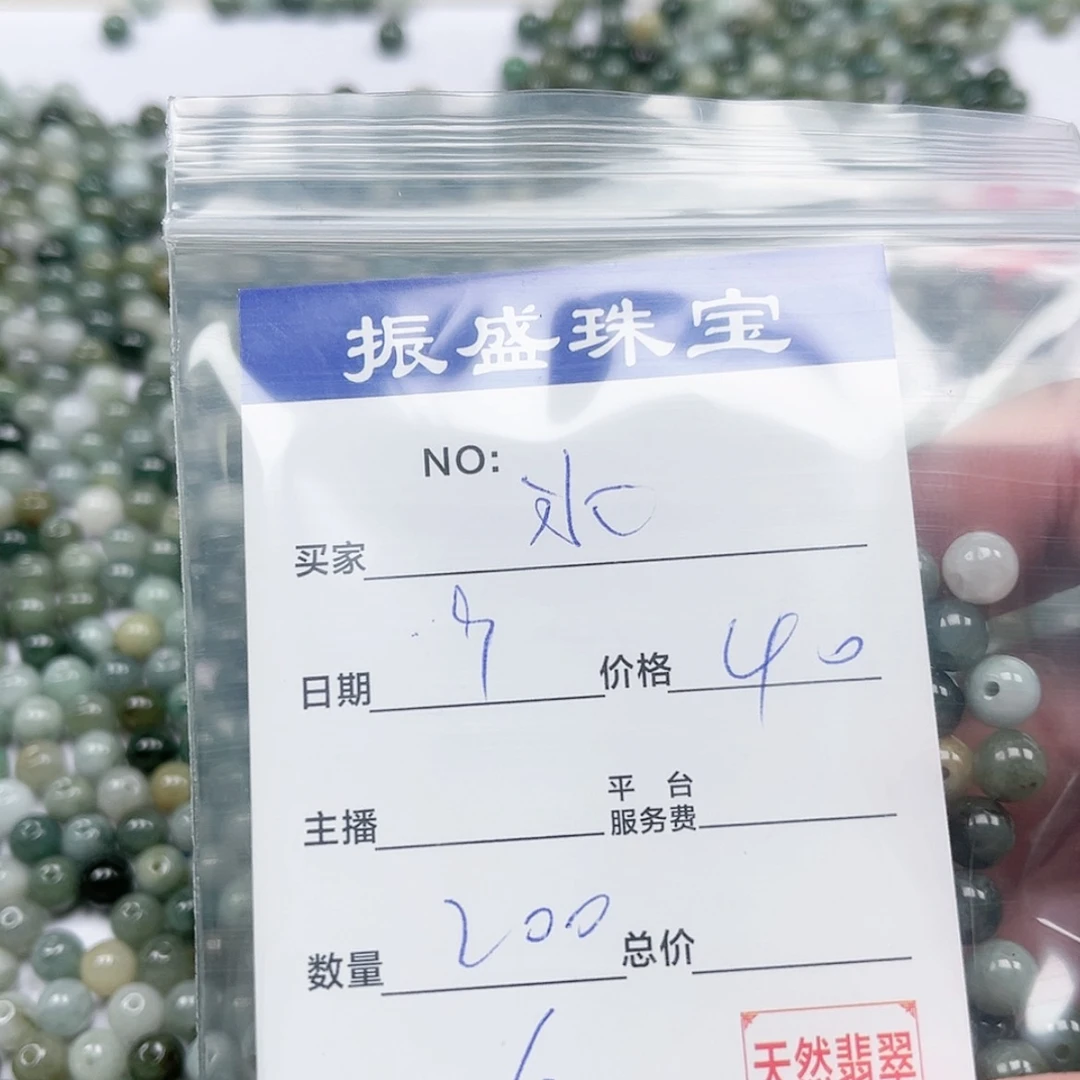 振盛珠宝
NO:
买家
日期 7 价格 40
主播 平台服务费
数量 200 总价
天然翡翠